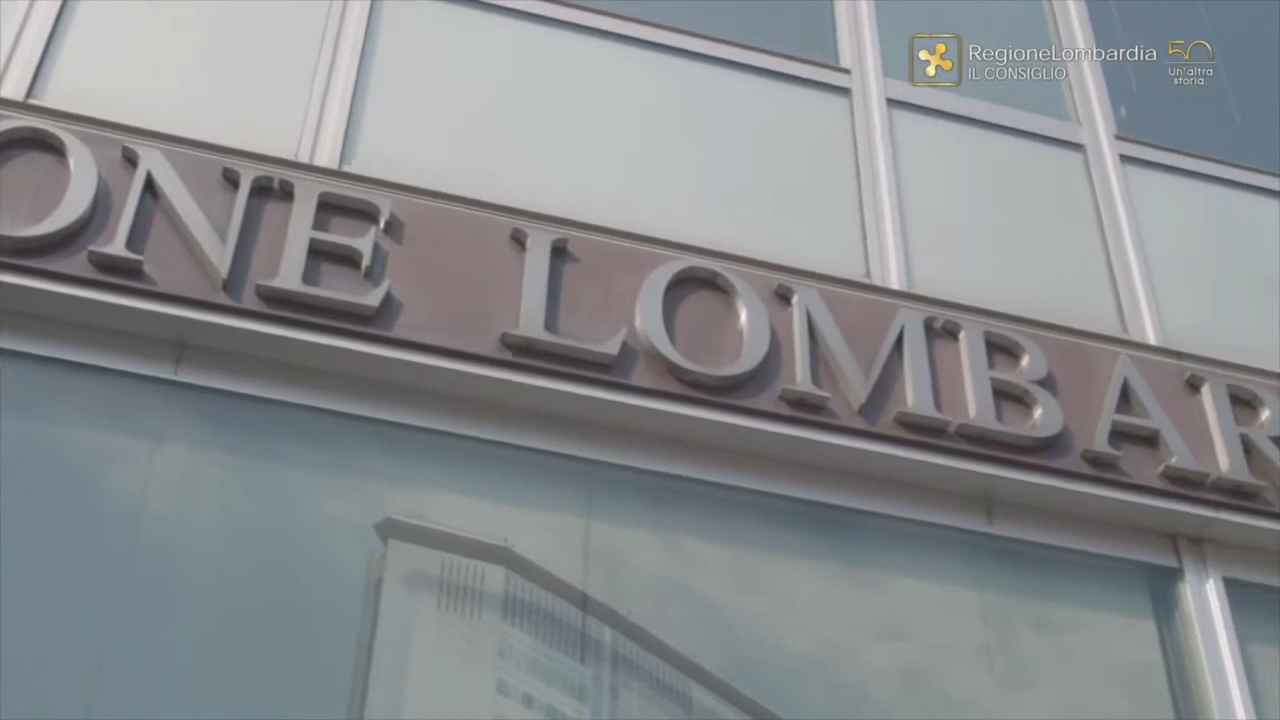 RegioneLombardia
IL CONSIGLIO
50
Un'altra
storia.
ONE LOMBAR